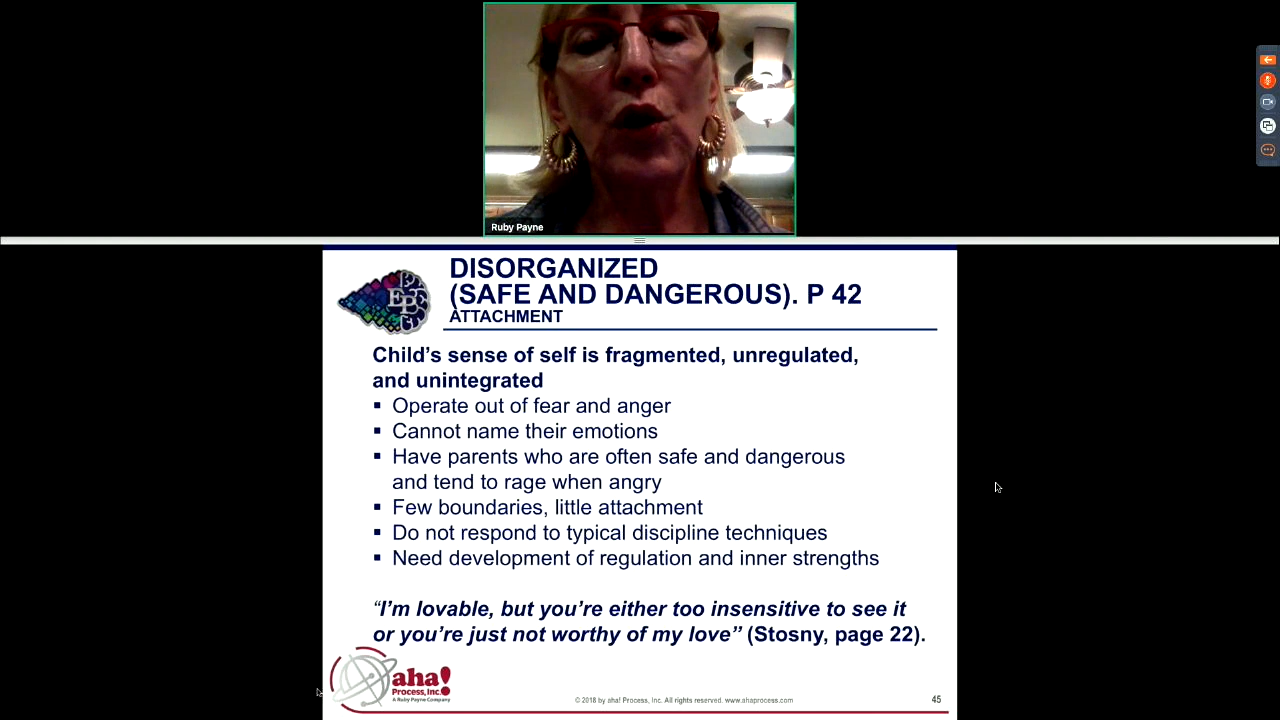 Ruby Payne
EP
DISORGANIZED
(SAFE AND DANGEROUS). P 42
ATTACHMENT
Child’s sense of self is fragmented, unregulated,
and unintegrated
▪ Operate out of fear and anger
▪ Cannot name their emotions
▪ Have parents who are often safe and dangerous
and tend to rage when angry
▪ Few boundaries, little attachment
▪ Do not respond to typical discipline techniques
▪ Need development of regulation and inner strengths
“I’m lovable, but you’re either too insensitive to see it
or you’re just not worthy of my love” (Stosny, page 22).
aha!
Process, Inc.
A Ruby Payne Company
© 2018 by aha! Process, Inc. All rights reserved. www.ahaprocess.com
45